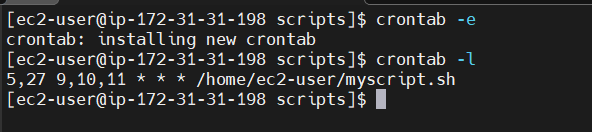 [ec2-user@ip-172-31-31-198 scripts]$ crontab -e
crontab: installing new crontab
[ec2-user@ip-172-31-31-198 scripts]$ crontab -l
5,27 9,10,11 * * * /home/ec2-user/myscript.sh
[ec2-user@ip-172-31-31-198 scripts]$